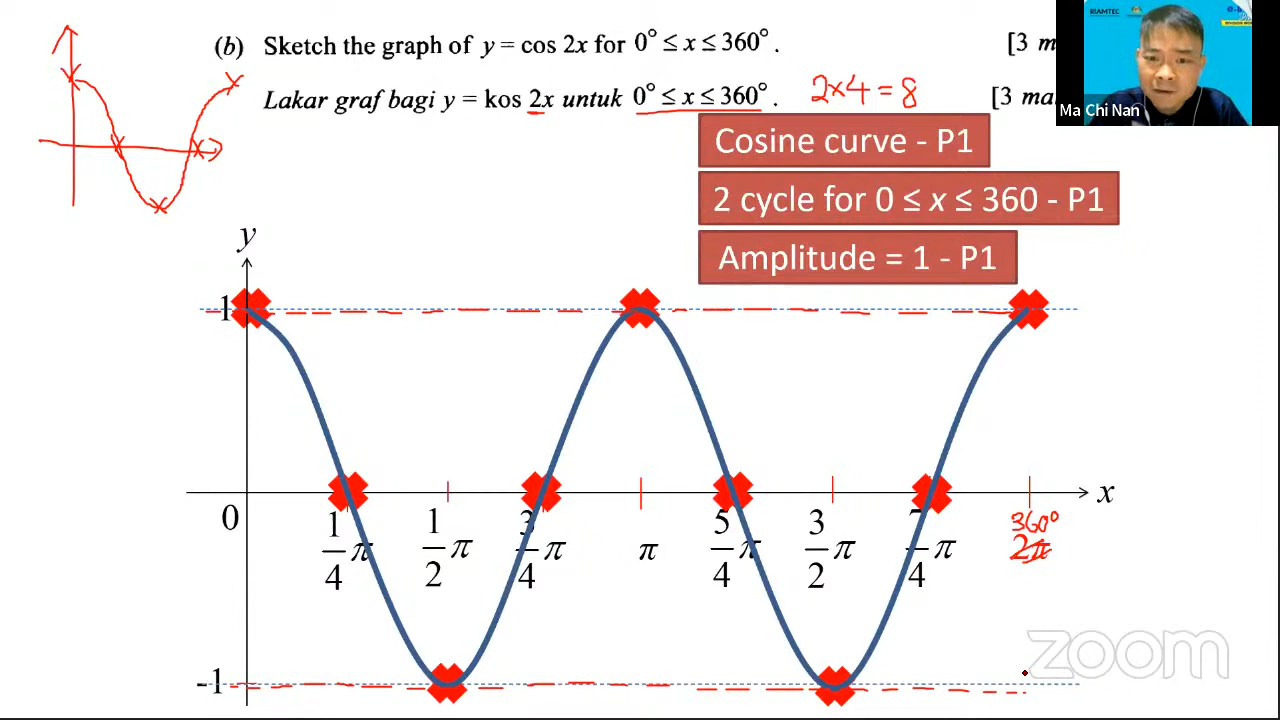 (b) Sketch the graph of y = cos 2x for 0° ≤ x ≤ 360°. [3 m
Lakar graf bagi y = kos 2x untuk 0° ≤ x ≤ 360°. 2×4 = 8 [3 ma
RIAMTEC
Ma Chi Nan
Cosine curve - P1
2 cycle for 0 ≤ x ≤ 360 - P1
Amplitude = 1 - P1
y
1
x
0
1/4 π 1/2 π 3/4 π π 5/4 π 3/2 π 7/4 π 360° 2π
-1
zoom